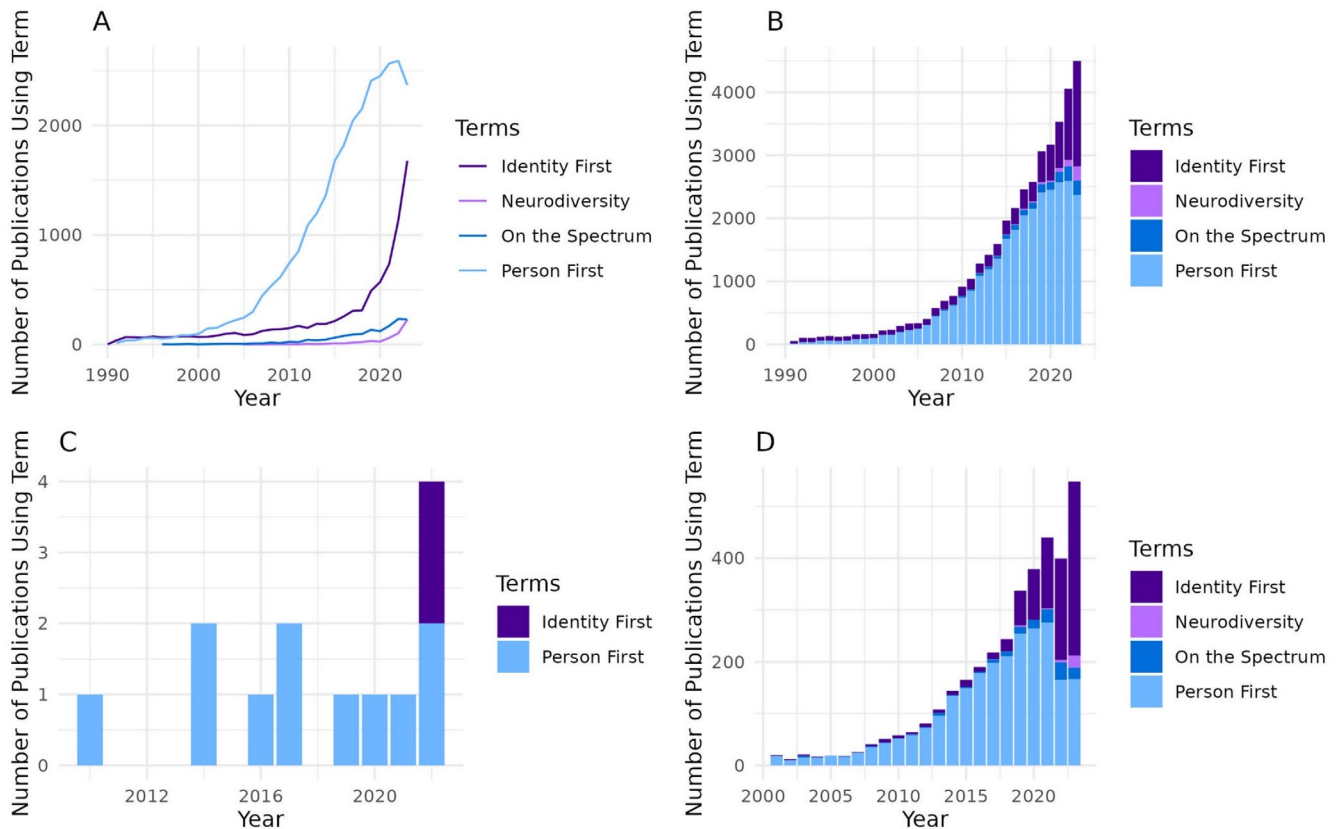 A
Number of Publications Using Term
2000
1000
0
1990
2000
2010
2020
Year
Terms
Identity First
Neurodiversity
On the Spectrum
Person First
B
Number of Publications Using Term
4000
3000
2000
1000
0
1990
2000
2010
2020
Year
Terms
Identity First
Neurodiversity
On the Spectrum
Person First
C
Number of Publications Using Term
4
3
2
1
0
2012
2016
2020
Year
Terms
Identity First
Person First
D
Number of Publications Using Term
400
200
0
2000
2005
2010
2015
2020
Year
Terms
Identity First
Neurodiversity
On the Spectrum
Person First